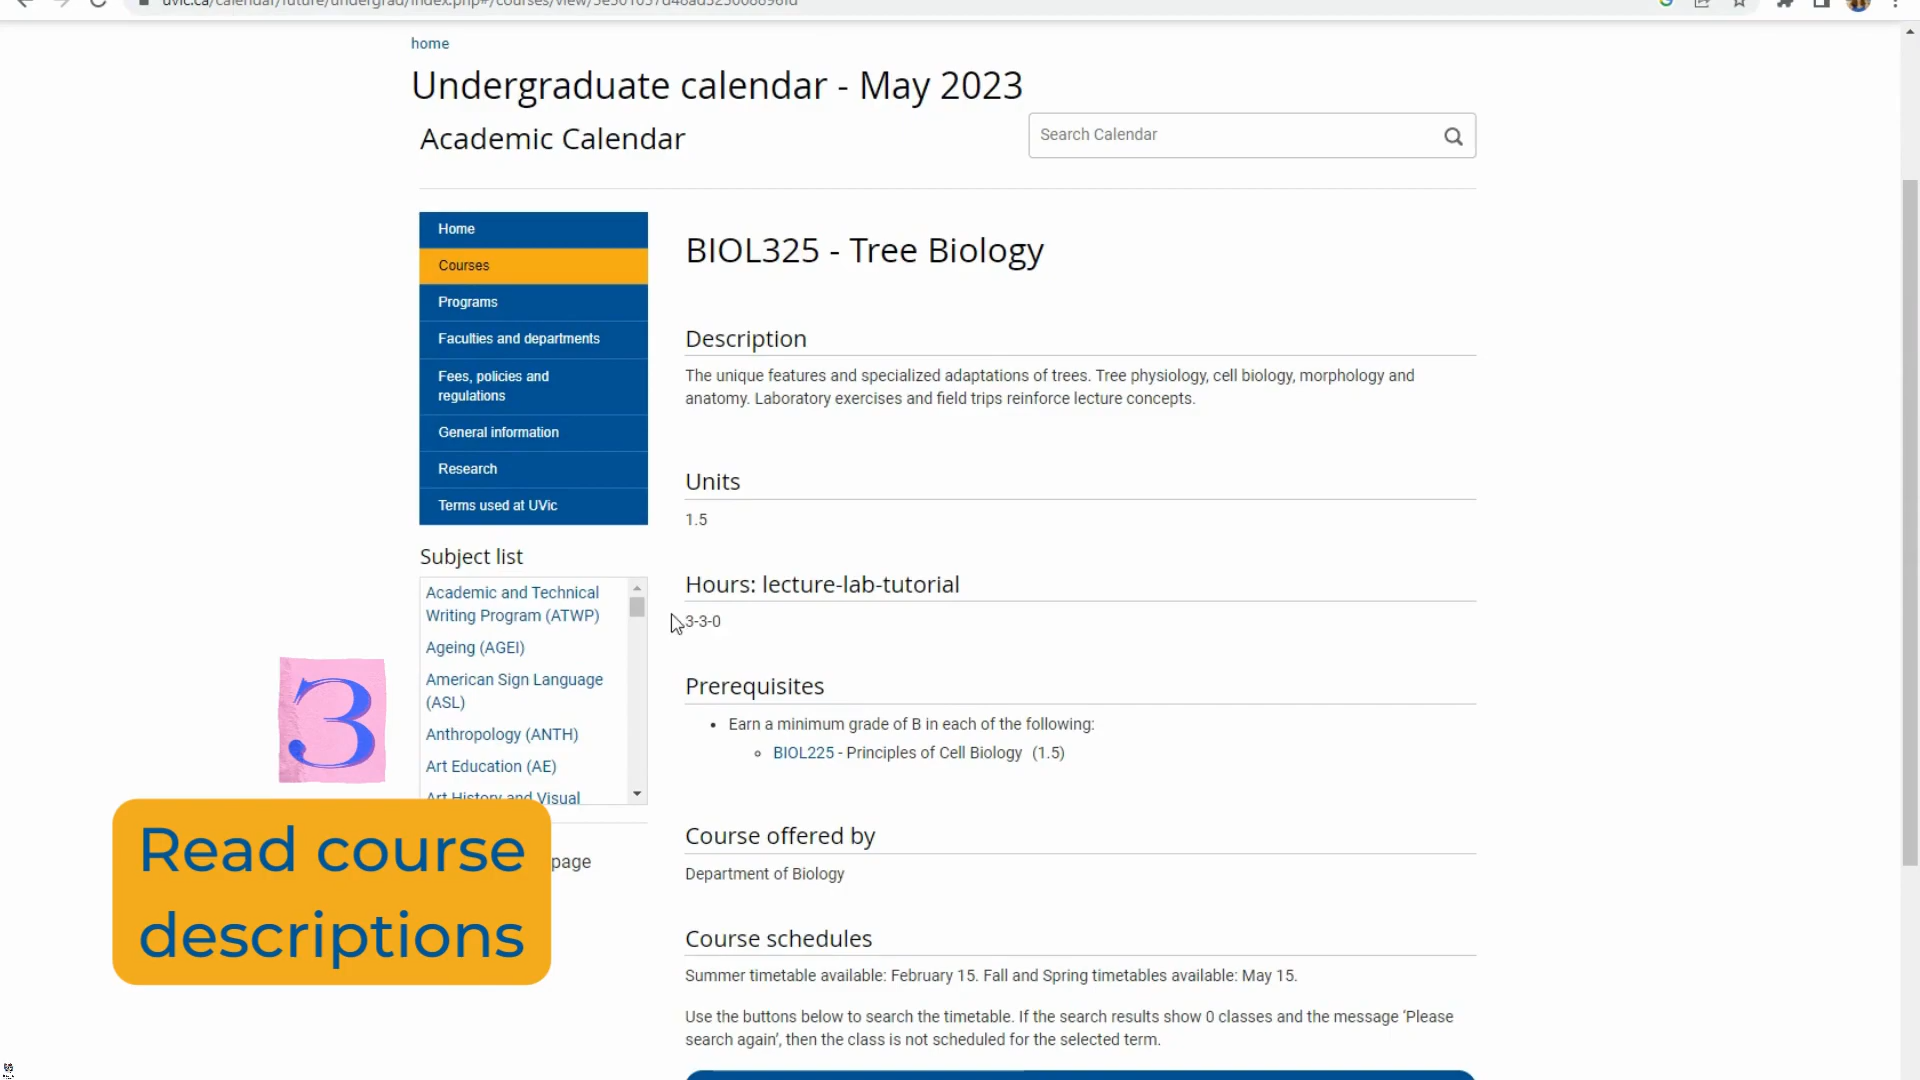 home
Undergraduate calendar - May 2023
Academic Calendar
Search Calendar
Home
Courses
Programs
Faculties and departments
Fees, policies and
regulations
General information
Research
Terms used at UVic
Subject list
Academic and Technical
Writing Program (ATWP)
Ageing (AGEI)
American Sign Language
(ASL)
Anthropology (ANTH)
Art Education (AE)
Art History and Visual
page
3
Read course
descriptions
BIOL325 - Tree Biology
Description
The unique features and specialized adaptations of trees. Tree physiology, cell biology, morphology and
anatomy. Laboratory exercises and field trips reinforce lecture concepts.
Units
1.5
Hours: lecture-lab-tutorial
3-3-0
Prerequisites
Earn a minimum grade of B in each of the following:
BIOL225 - Principles of Cell Biology (1.5)
Course offered by
Department of Biology
Course schedules
Summer timetable available: February 15. Fall and Spring timetables available: May 15.
Use the buttons below to search the timetable. If the search results show 0 classes and the message ‘Please
search again’, then the class is not scheduled for the selected term.